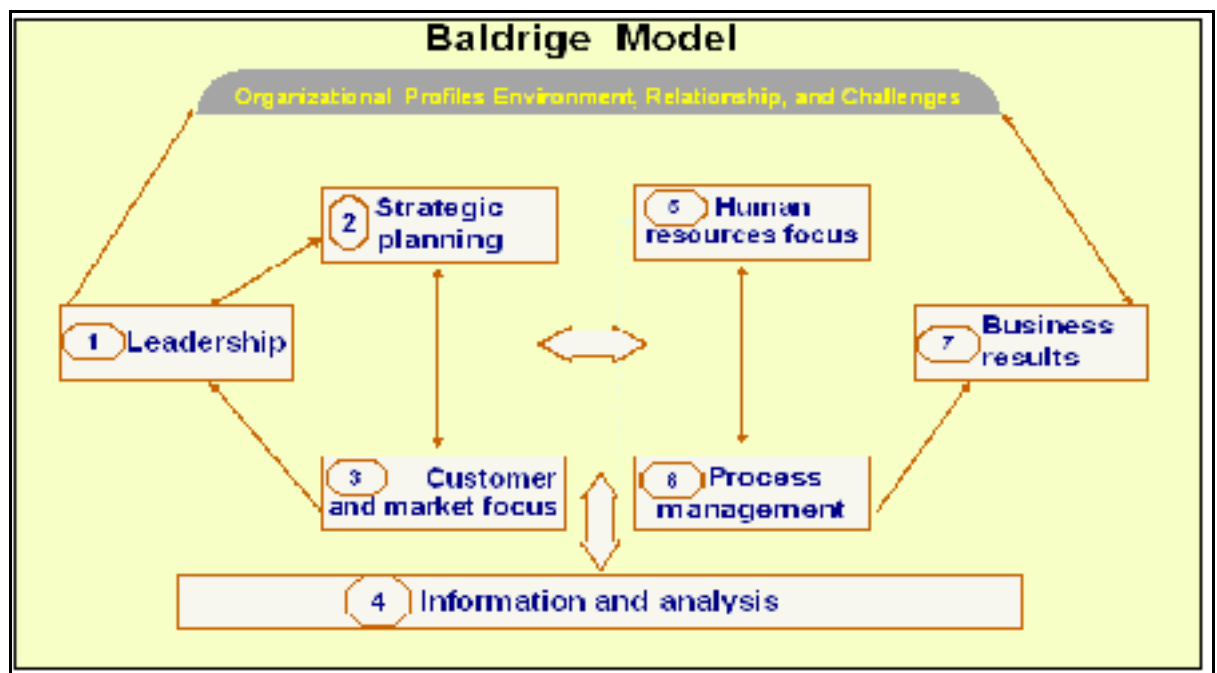 Baldrige Model
Organizational Profiles Environment, Relationship, and Challenges
2 Strategic
planning
5 Human
resources focus
1 Leadership
7 Business
results
3 Customer
and market focus
6 Process
management
4 Information and analysis